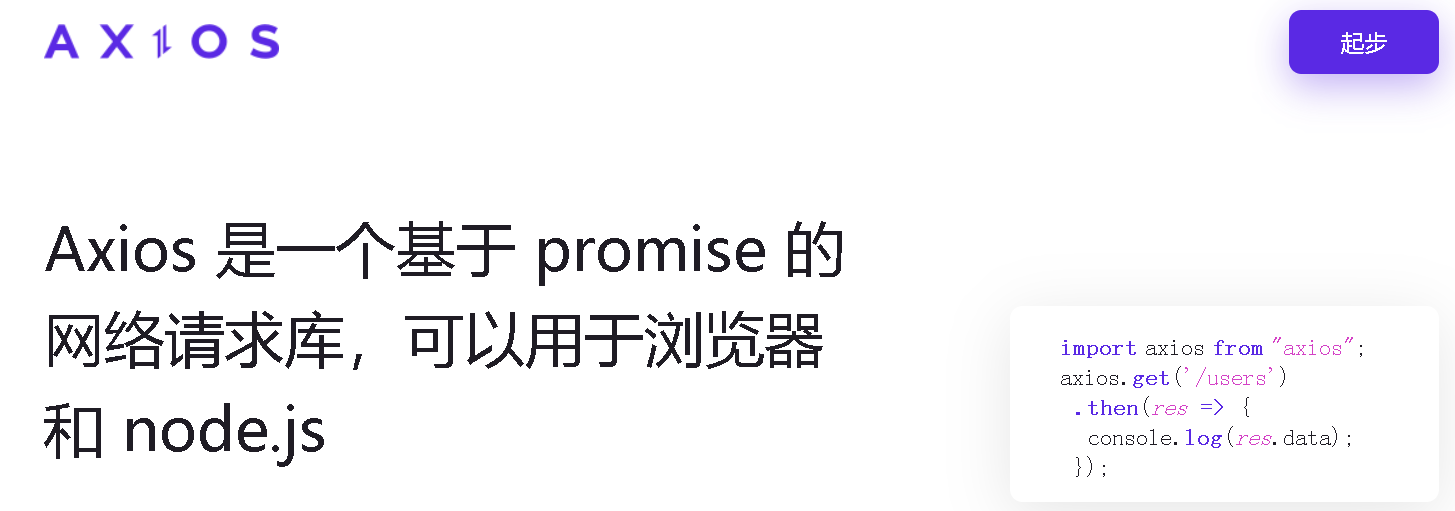 AXIOS
起步
Axios 是一个基于 promise 的
网络请求库，可以用于浏览器
和 node.js
import axios from "axios";
axios.get('/users')
.then(res => {
console.log(res.data);
});